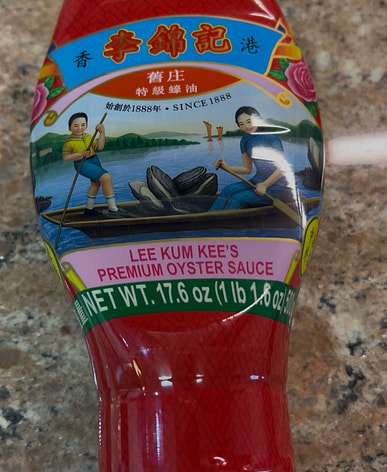 香 李錦記 港
舊庄
特級蠔油
始創於1888年 • SINCE 1888
LEE KUM KEE'S
PREMIUM OYSTER SAUCE
NET WT. 17.6 oz (1 lb 1.6 oz)